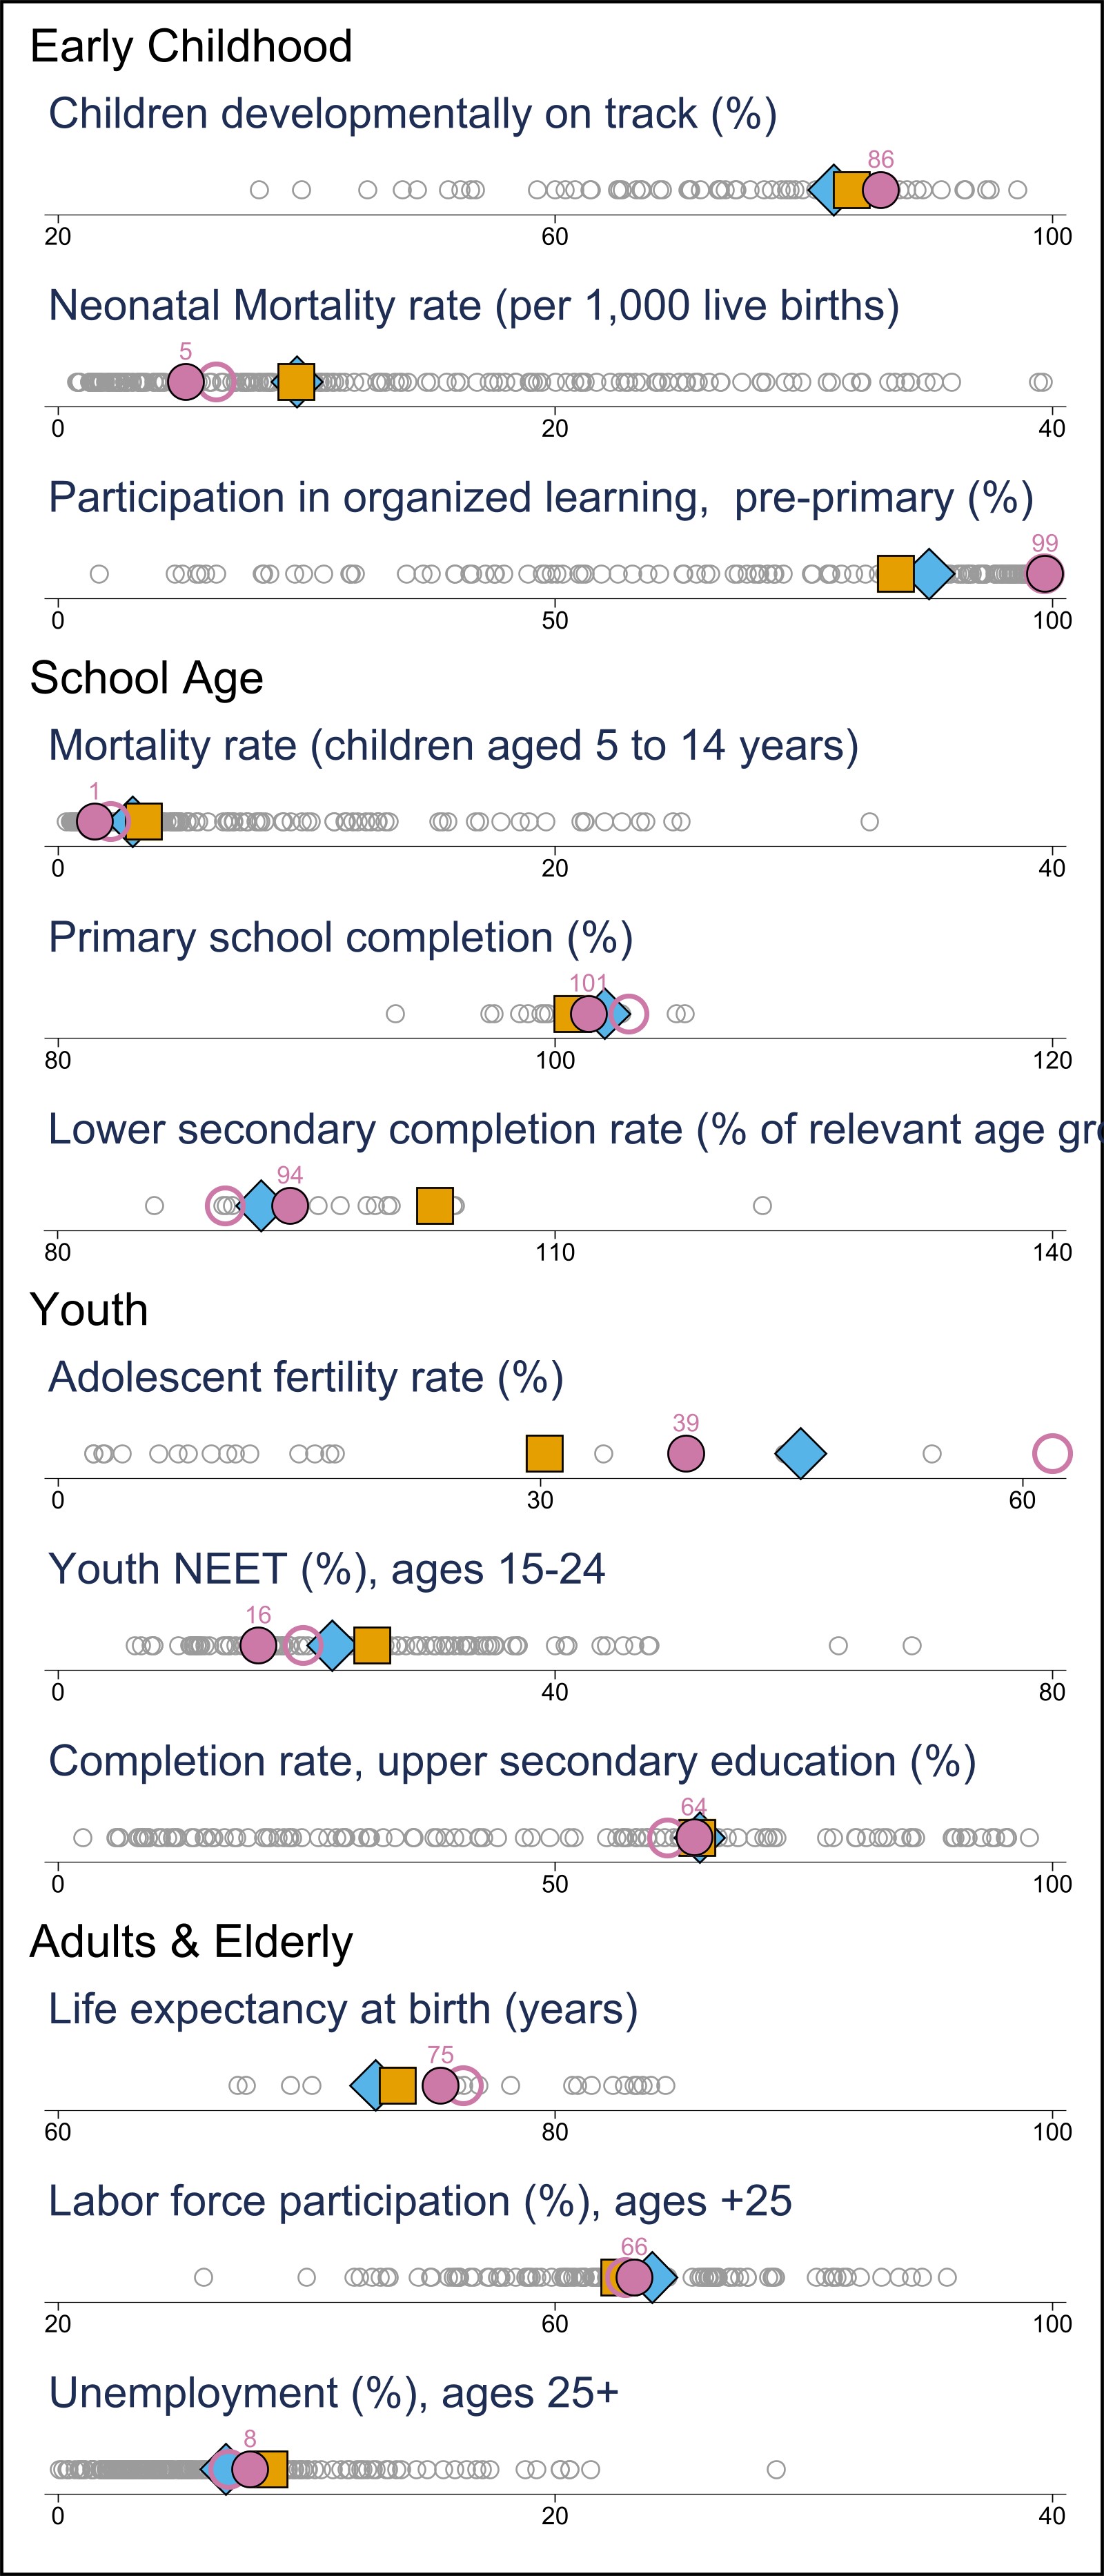 Early Childhood
Children developmentally on track (%)
86
20 60 100
Neonatal Mortality rate (per 1,000 live births)
5
0 20 40
Participation in organized learning,  pre-primary (%)
99
0 50 100
School Age
Mortality rate (children aged 5 to 14 years)
1
0 20 40
Primary school completion (%)
101
80 100 120
Lower secondary completion rate (% of relevant age gro
94
80 110 140
Youth
Adolescent fertility rate (%)
39
0 30 60
Youth NEET (%), ages 15-24
16
0 40 80
Completion rate, upper secondary education (%)
64
0 50 100
Adults & Elderly
Life expectancy at birth (years)
75
60 80 100
Labor force participation (%), ages +25
66
20 60 100
Unemployment (%), ages 25+
8
0 20 40